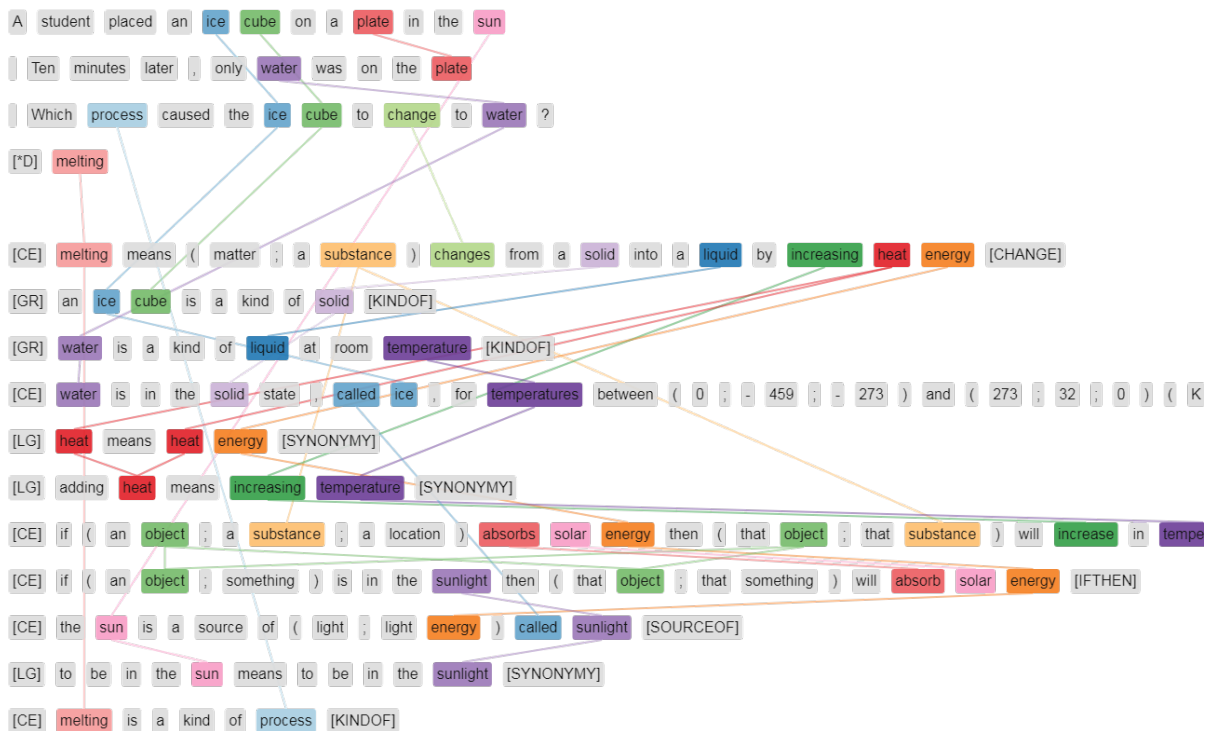 A student placed an ice cube on a plate in the sun
Ten minutes later , only water was on the plate
Which process caused the ice cube to change to water ?
[*D] melting
[CE] melting means ( matter ; a substance ) changes from a solid into a liquid by increasing heat energy [CHANGE]
[GR] an ice cube is a kind of solid [KINDOF]
[GR] water is a kind of liquid at room temperature [KINDOF]
[CE] water is in the solid state , called ice , for temperatures between ( 0 ; - 459 ; - 273 ) and ( 273 ; 32 ; 0 ) ( K
[LG] heat means heat energy [SYNONYMY]
[LG] adding heat means increasing temperature [SYNONYMY]
[CE] if ( an object ; a substance ; a location ) absorbs solar energy then ( that object ; that substance ) will increase in tempe
[CE] if ( an object ; something ) is in the sunlight then ( that object ; that something ) will absorb solar energy [IFTHEN]
[CE] the sun is a source of ( light ; light energy ) called sunlight [SOURCEOF]
[LG] to be in the sun means to be in the sunlight [SYNONYMY]
[CE] melting is a kind of process [KINDOF]